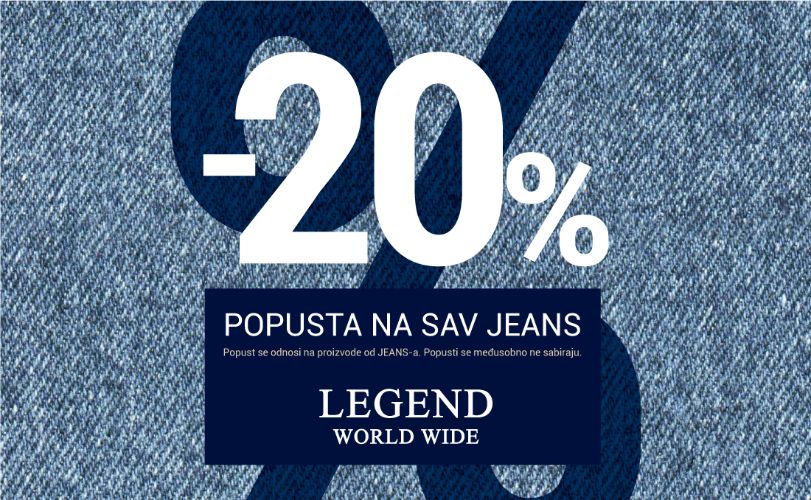 -20%
POPUSTA NA SAV JEANS
Popust se odnosi na proizvode od JEANS-a. Popusti se međusobno ne sabiraju.
LEGEND
WORLD WIDE